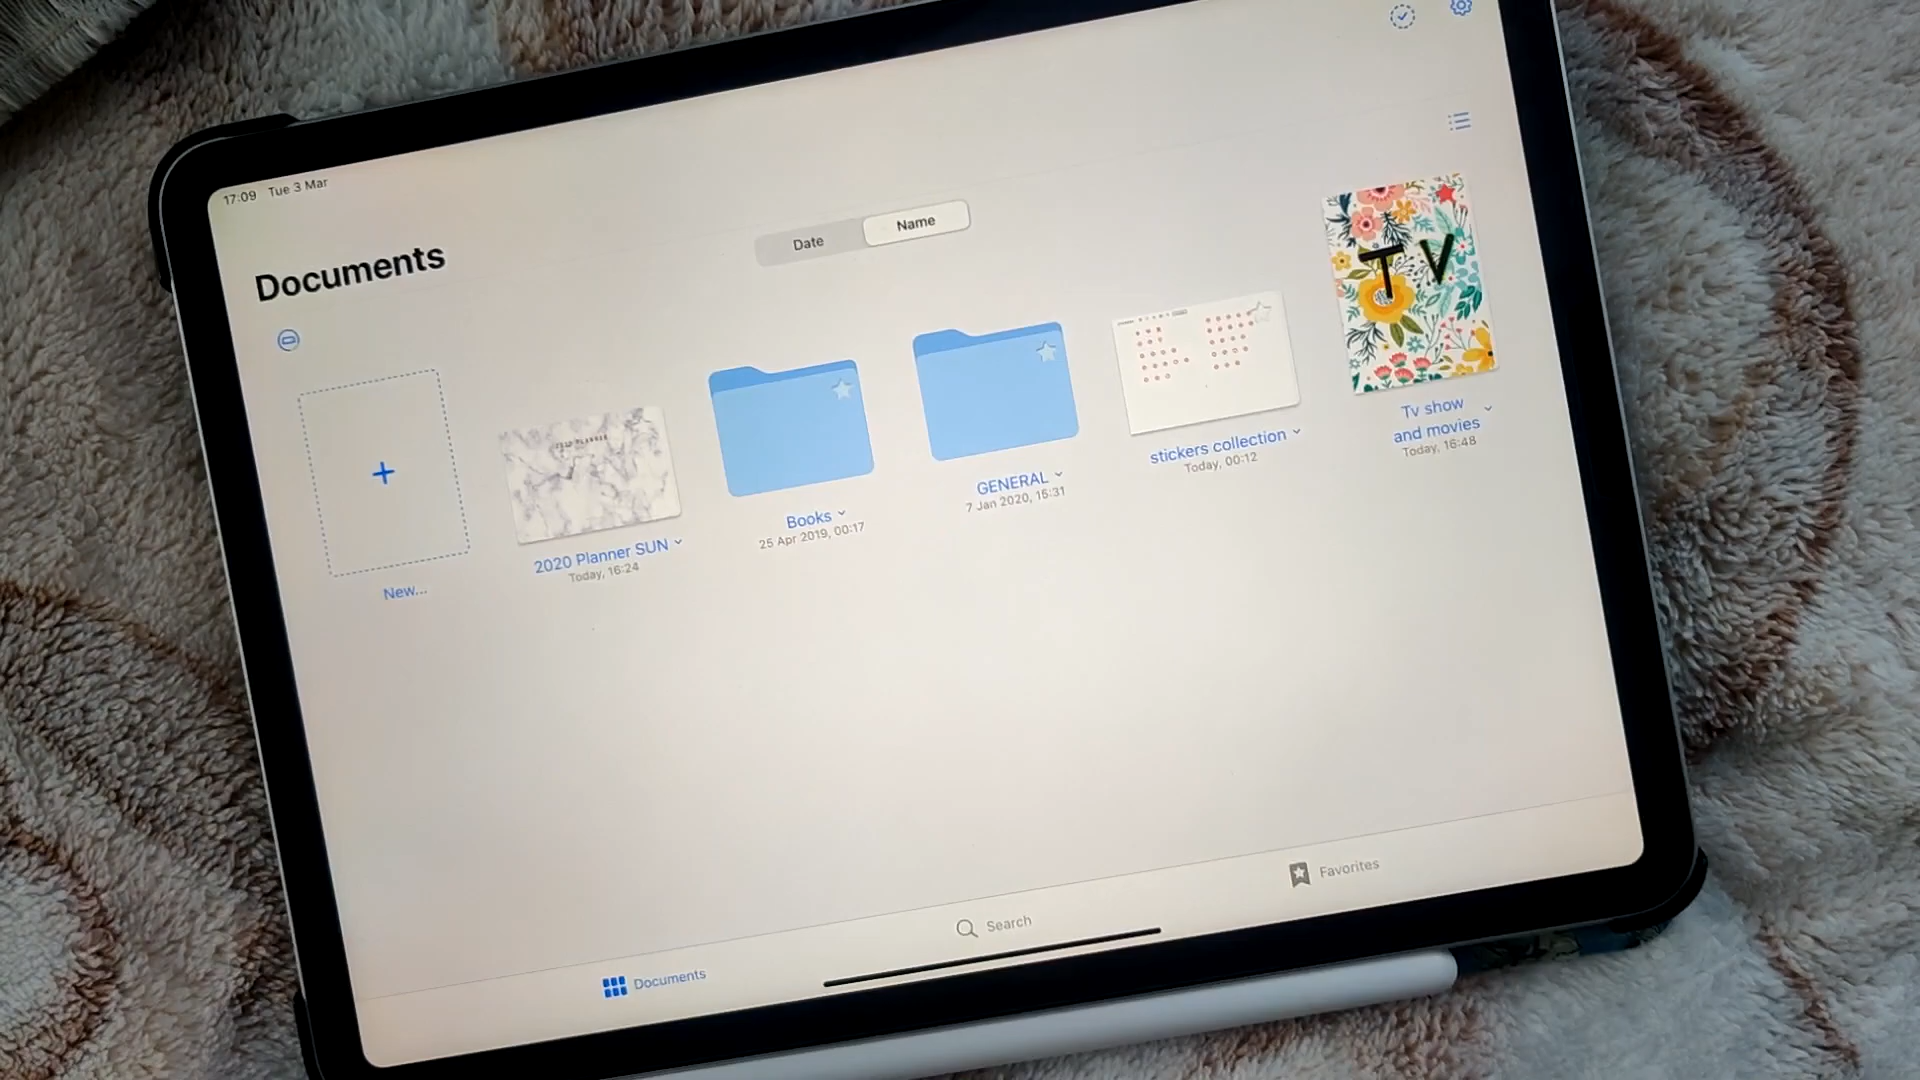 17:09 Tue 3 Mar
Documents
Date
Name
New...
2020 PLANNER
2020 Planner SUN
Today, 16:24
Books
25 Apr 2019, 00:17
GENERAL
7 Jan 2020, 15:31
stickers collection
Today, 00:12
TV
Tv show
and movies
Today, 16:48
Documents
Search
Favorites